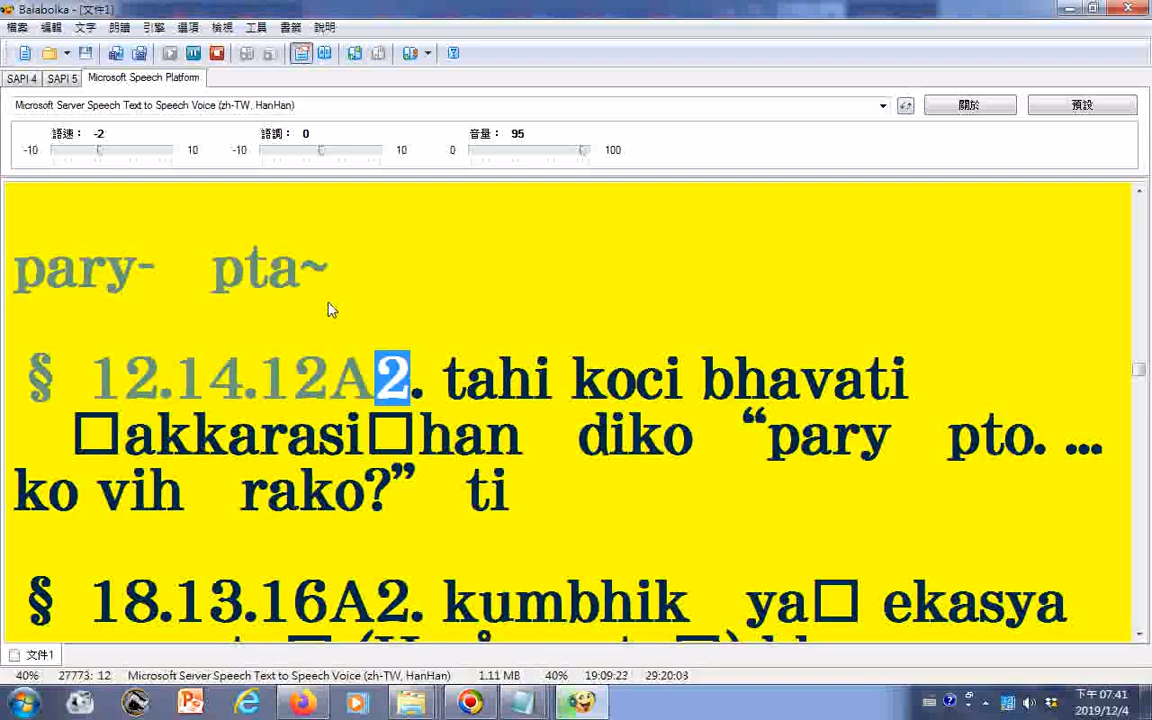 Balabolka - [文件1]
檔案 編輯 文字 朗讀 引擎 選項 檢視 工具 書籤 說明
SAPI 4 SAPI 5 Microsoft Speech Platform
Microsoft Server Speech Text to Speech Voice (zh-TW, HanHan) 關於 預設
語速： -2 語調： 0 音量： 95
-10 10 -10 10 0 100
pary- pta~
§ 12.14.12A2. tahi koci bhavati
□akkarasi□han diko “pary pto. ...
ko vih rako?” ti
§ 18.13.16A2. kumbhik ya□ ekasya
文件1
40% 27773: 12 Microsoft Server Speech Text to Speech Voice (zh-TW, HanHan) 1.11 MB 40% 19:09:23 29:20:03
下午 07:41
2019/12/4